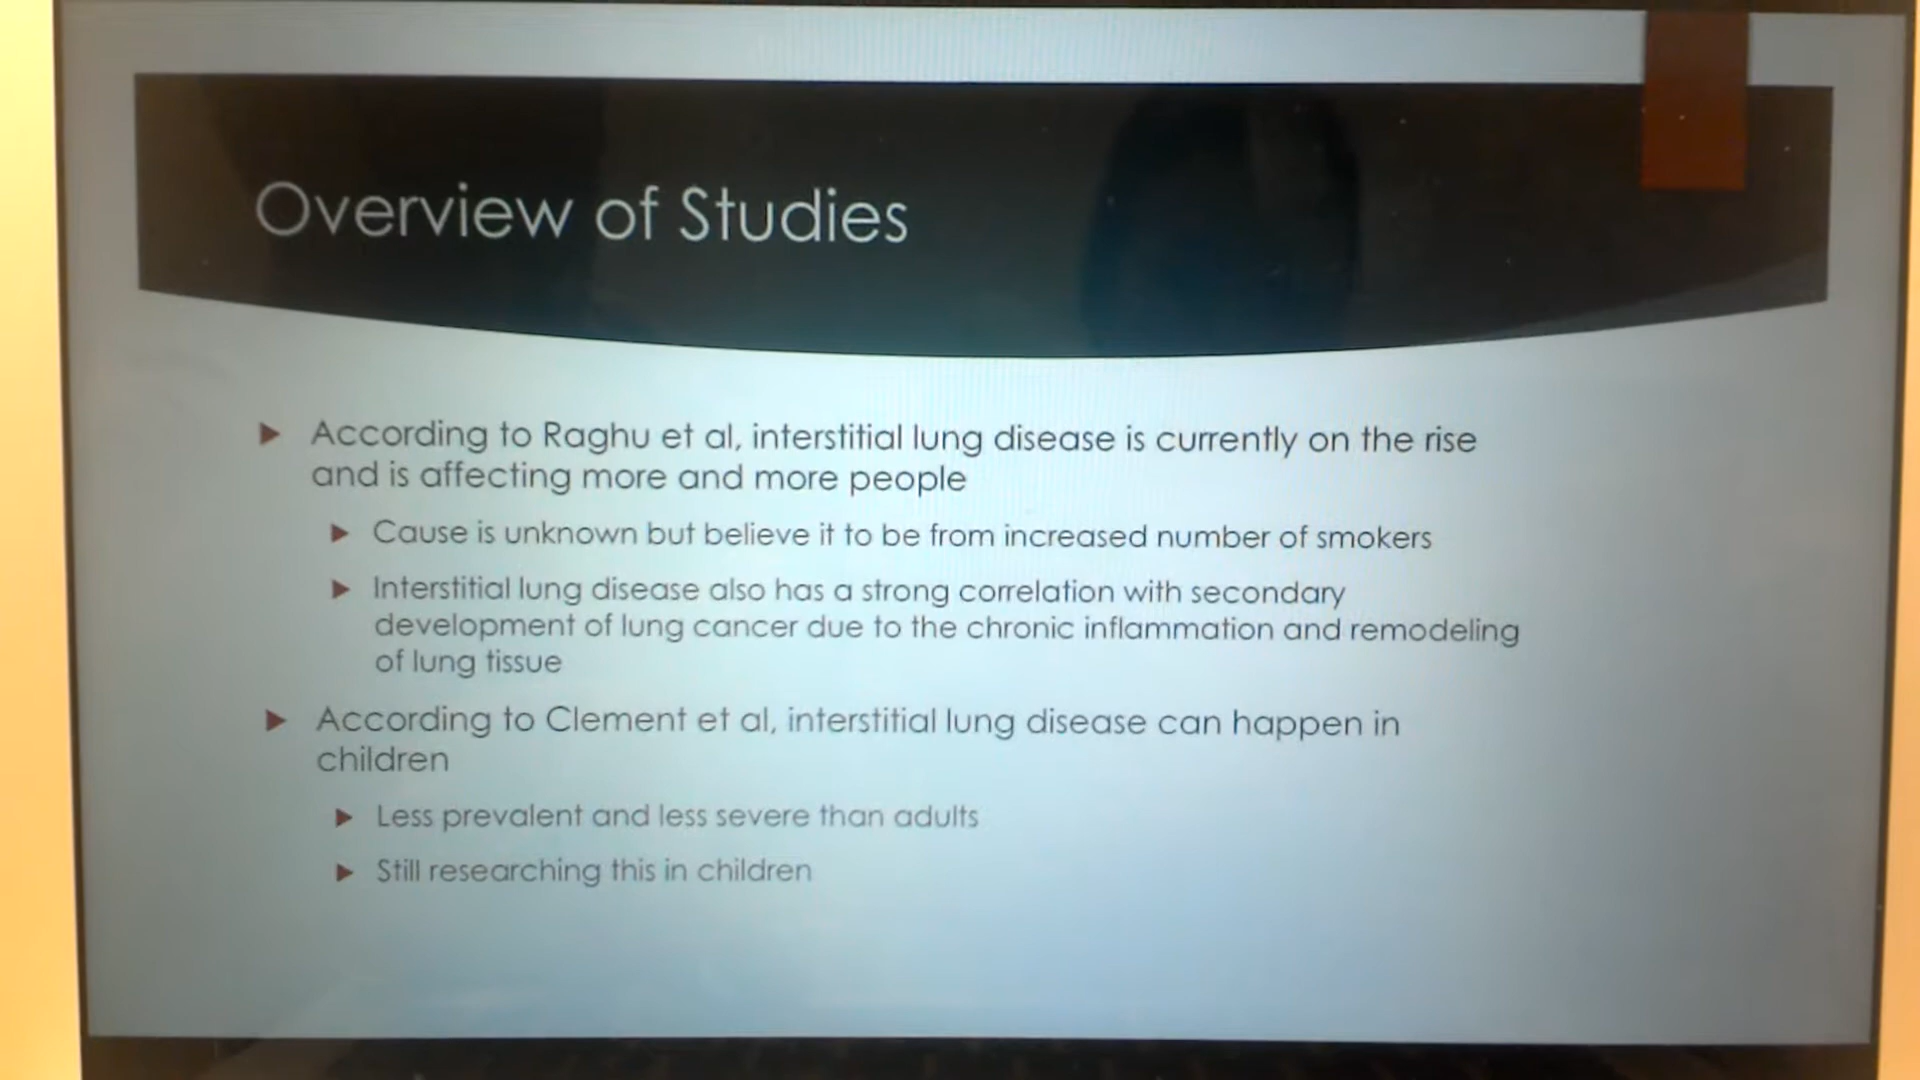 Overview of Studies
According to Raghu et al, interstitial lung disease is currently on the rise
and is affecting more and more people
Cause is unknown but believe it to be from increased number of smokers
Interstitial lung disease also has a strong correlation with secondary
development of lung cancer due to the chronic inflammation and remodeling
of lung tissue
According to Clement et al, interstitial lung disease can happen in
children
Less prevalent and less severe than adults
Still researching this in children